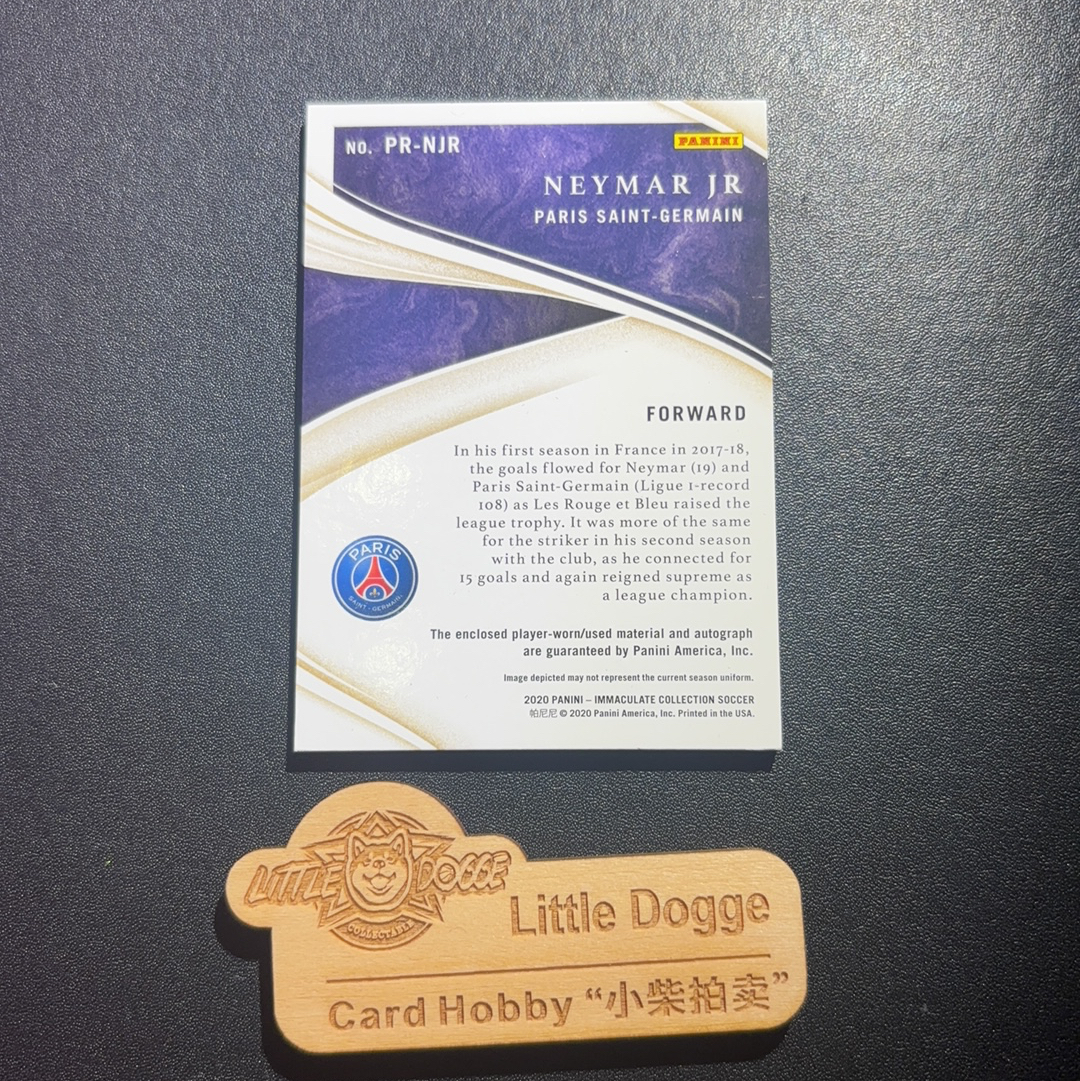 NO. PR-NJR
PANINI
NEYMAR JR
PARIS SAINT-GERMAIN
FORWARD
In his first season in France in 2017-18,
the goals flowed for Neymar (19) and
Paris Saint-Germain (Ligue 1-record
108) as Les Rouge et Bleu raised the
league trophy. It was more of the same
for the striker in his second season
with the club, as he connected for
15 goals and again reigned supreme as
a league champion.
PARIS
SAINT-GERMAIN
The enclosed player-worn/used material and autograph
are guaranteed by Panini America, Inc.
Image depicted may not represent the current season uniform.
2020 PANINI – IMMACULATE COLLECTION SOCCER
帕尼尼 © 2020 Panini America, Inc. Printed in the USA.
LITTLE DOGGE
COLLECTABLE
Little Dogge
Card Hobby “小柴拍卖”